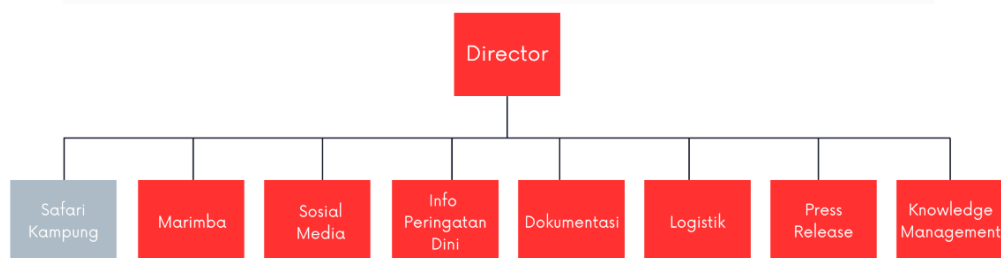 Director
Safari
Kampung
Marimba
Sosial
Media
Info
Peringatan
Dini
Dokumentasi
Logistik
Press
Release
Knowledge
Management